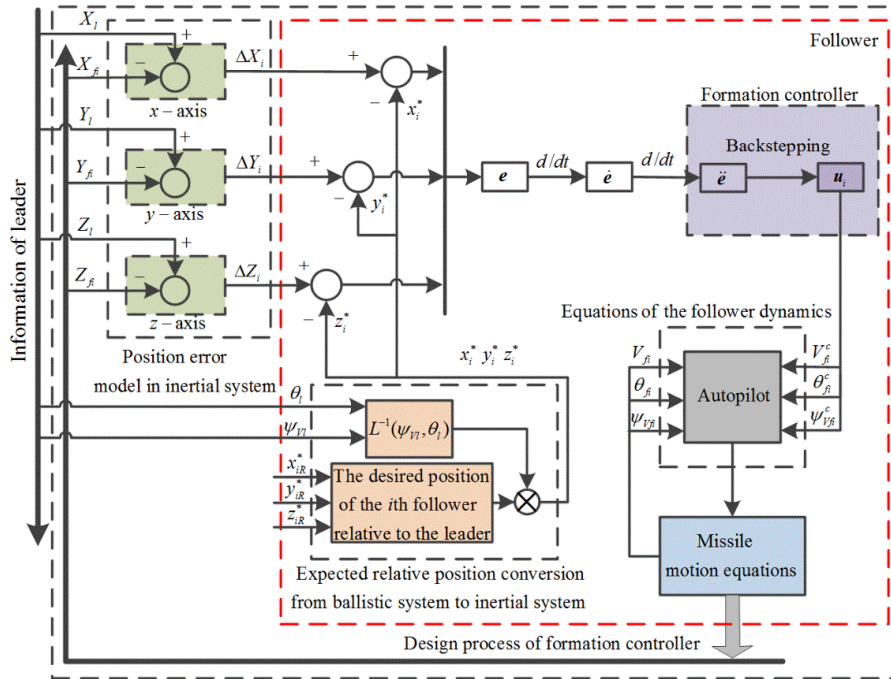 X_l
+
ΔX_i
+
Follower
X_fi
−
−
x_i^*
x − axis
Formation controller
Y_l
+
ΔY_i
+
Backstepping
Y_fi
−
−
y_i^*
e
d/dt
ė
d/dt
ë
u_i
y − axis
Z_l
+
ΔZ_i
+
Z_fi
−
−
z_i^*
z − axis
Information of leader
Position error
model in inertial system
x_i^* y_i^* z_i^*
Equations of the follower dynamics
V_fi
θ_fi
ψ_Vfi
Autopilot
V_fi^c
θ_fi^c
ψ_Vfi^c
θ_l
ψ_Vl
L^−1(ψ_Vl, θ_l)
x_iR^*
y_iR^*
z_iR^*
The desired position
of the ith follower
relative to the leader
Missile
motion equations
Expected relative position conversion
from ballistic system to inertial system
Design process of formation controller